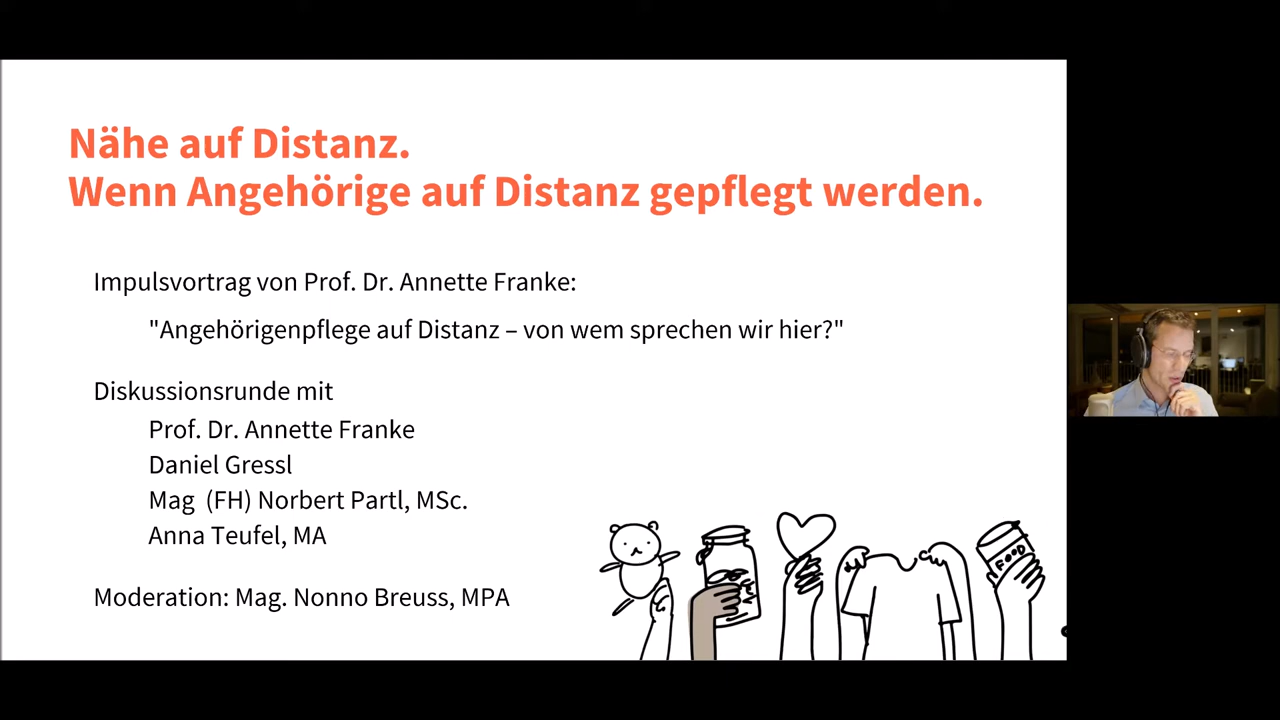 Nähe auf Distanz.
Wenn Angehörige auf Distanz gepflegt werden.
Impulsvortrag von Prof. Dr. Annette Franke:
"Angehörigenpflege auf Distanz – von wem sprechen wir hier?"
Diskussionsrunde mit
Prof. Dr. Annette Franke
Daniel Gressl
Mag  (FH) Norbert Partl, MSc.
Anna Teufel, MA
Moderation: Mag. Nonno Breuss, MPA
FOOD